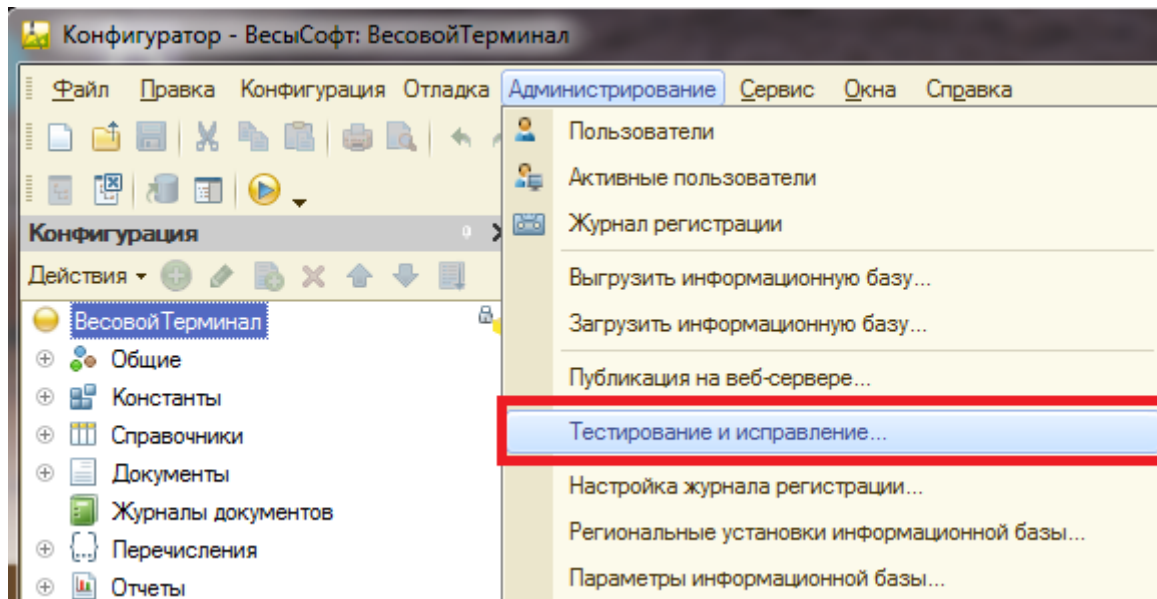 Конфигуратор - ВесыСофт: ВесовойТерминал
Файл Правка Конфигурация Отладка Администрирование Сервис Окна Справка
Пользователи
Активные пользователи
Журнал регистрации
Выгрузить информационную базу...
Загрузить информационную базу...
Публикация на веб-сервере...
Тестирование и исправление...
Настройка журнала регистрации...
Региональные установки информационной базы...
Параметры информационной базы...
Конфигурация
Действия
ВесовойТерминал
Общие
Константы
Справочники
Документы
Журналы документов
Перечисления
Отчеты